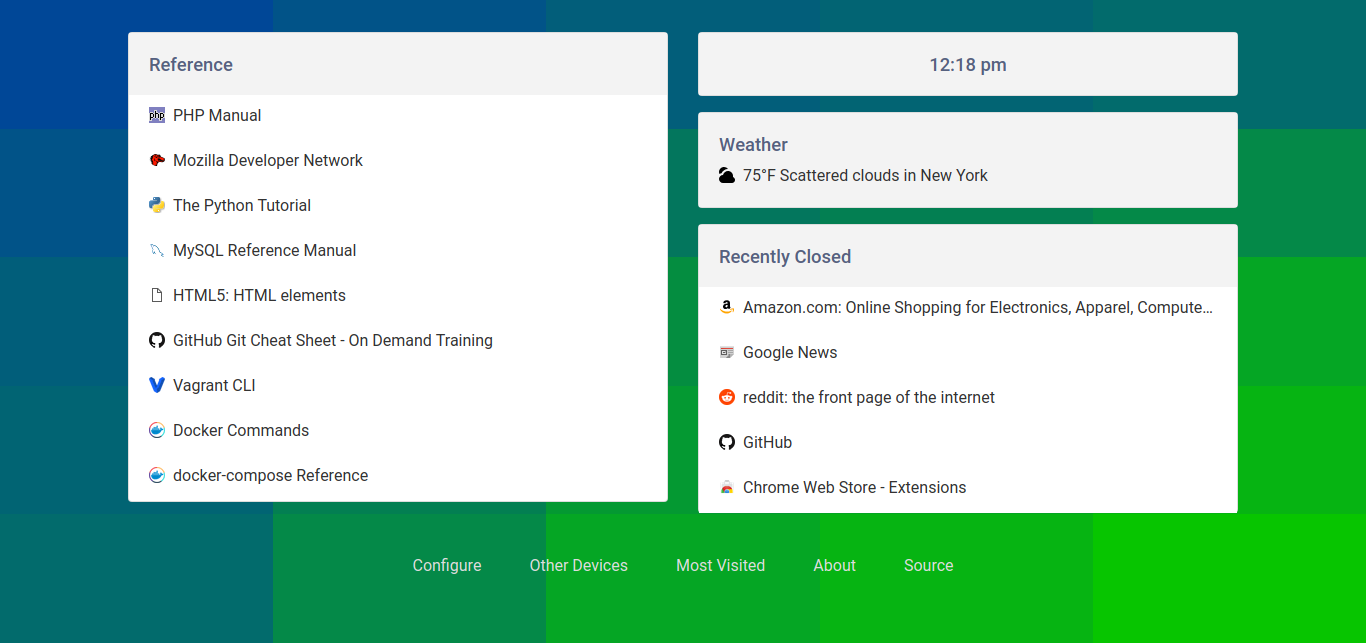 Reference
PHP Manual
Mozilla Developer Network
The Python Tutorial
MySQL Reference Manual
HTML5: HTML elements
GitHub Git Cheat Sheet - On Demand Training
Vagrant CLI
Docker Commands
docker-compose Reference
12:18 pm
Weather
75°F Scattered clouds in New York
Recently Closed
Amazon.com: Online Shopping for Electronics, Apparel, Compute…
Google News
reddit: the front page of the internet
GitHub
Chrome Web Store - Extensions
Configure Other Devices Most Visited About Source